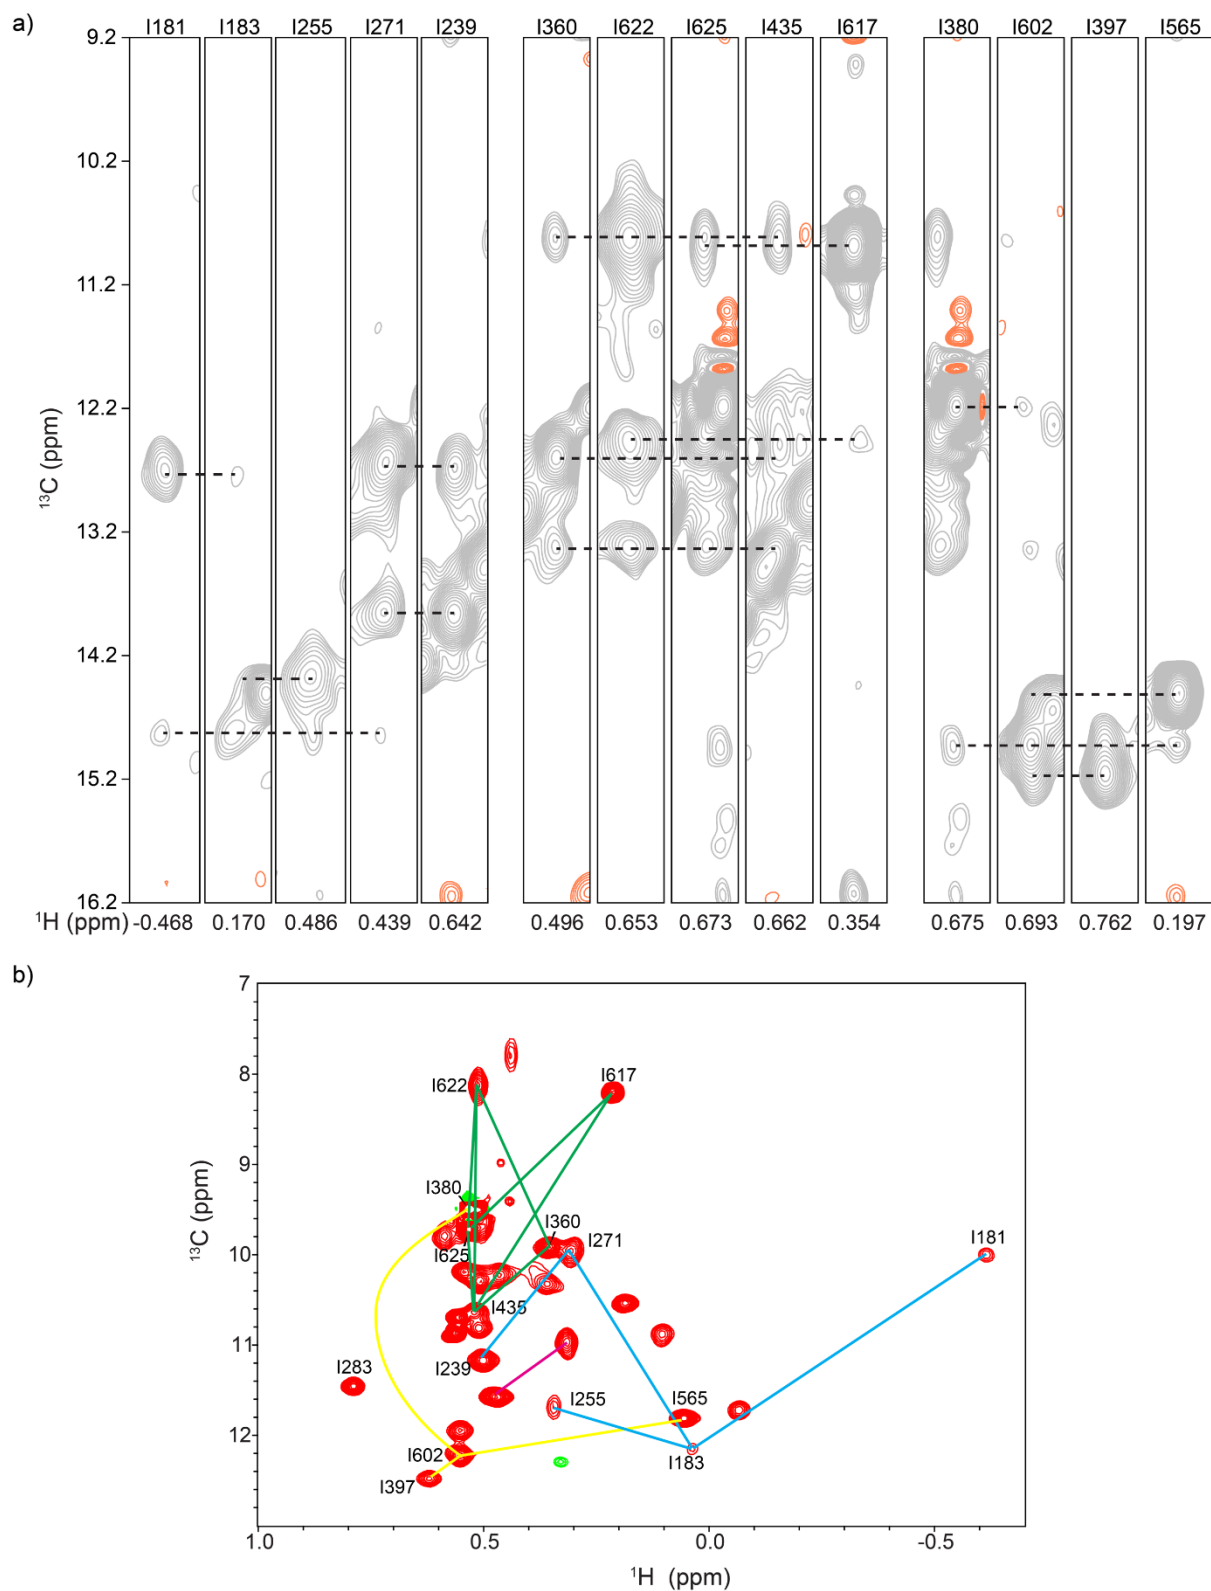 a)
I181 I183 I255 I271 I239 I360 I622 I625 I435 I617 I380 I602 I397 I565
9.2
10.2
11.2
12.2
13.2
14.2
15.2
16.2
13C (ppm)
1H (ppm) -0.468 0.170 0.486 0.439 0.642 0.496 0.653 0.673 0.662 0.354 0.675 0.693 0.762 0.197
b)
7
8
9
10
11
12
13C (ppm)
I622
I617
I380
I360
I271
I181
I625
I435
I239
I283
I255
I565
I602
I183
I397
1.0 0.5 0.0 -0.5
1H (ppm)